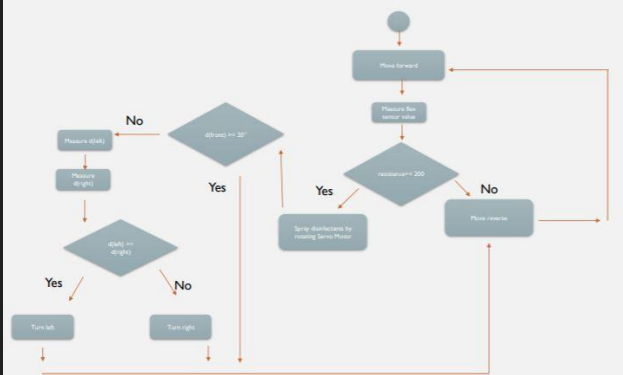 Move forward
Measure flex
sensor value
No
d(front) >= 20"
Measure d(left)
Measure
d(right)
Yes
Yes
resistance>= 200
No
Spray disinfectants by
rotating Servo Motor
Move reverse
d(left) >=
d(right)
Yes
No
Turn left
Turn right